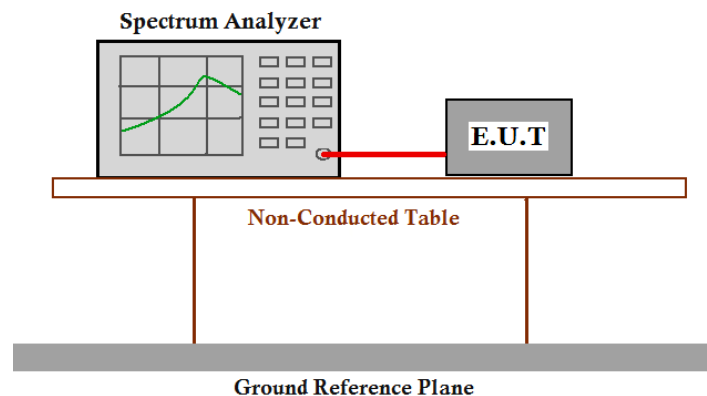 Spectrum Analyzer
E.U.T
Non-Conducted Table
Ground Reference Plane